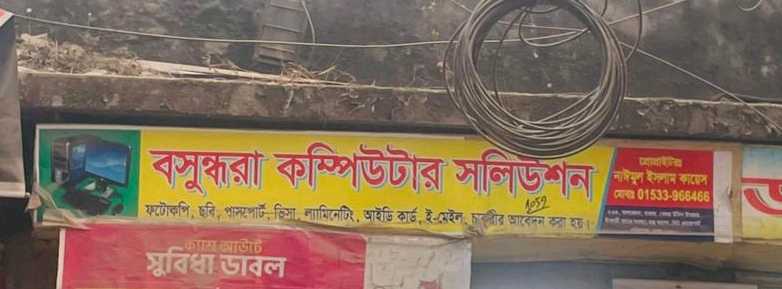 বসুন্ধরা কম্পিউটার সলিউশন
ফটোকপি, ছবি, পাসপোর্ট, ভিসা, ল্যামিনেটিং, আইডি কার্ড, ই-মেইল, চাকুরীর আবেদন করা হয়।
প্রোপ্রাইটরঃ
নাঈমুল ইসলাম কায়েস
মোবাঃ 01533-966466
ক্যাশ আউটে
সুবিধা ডাবল